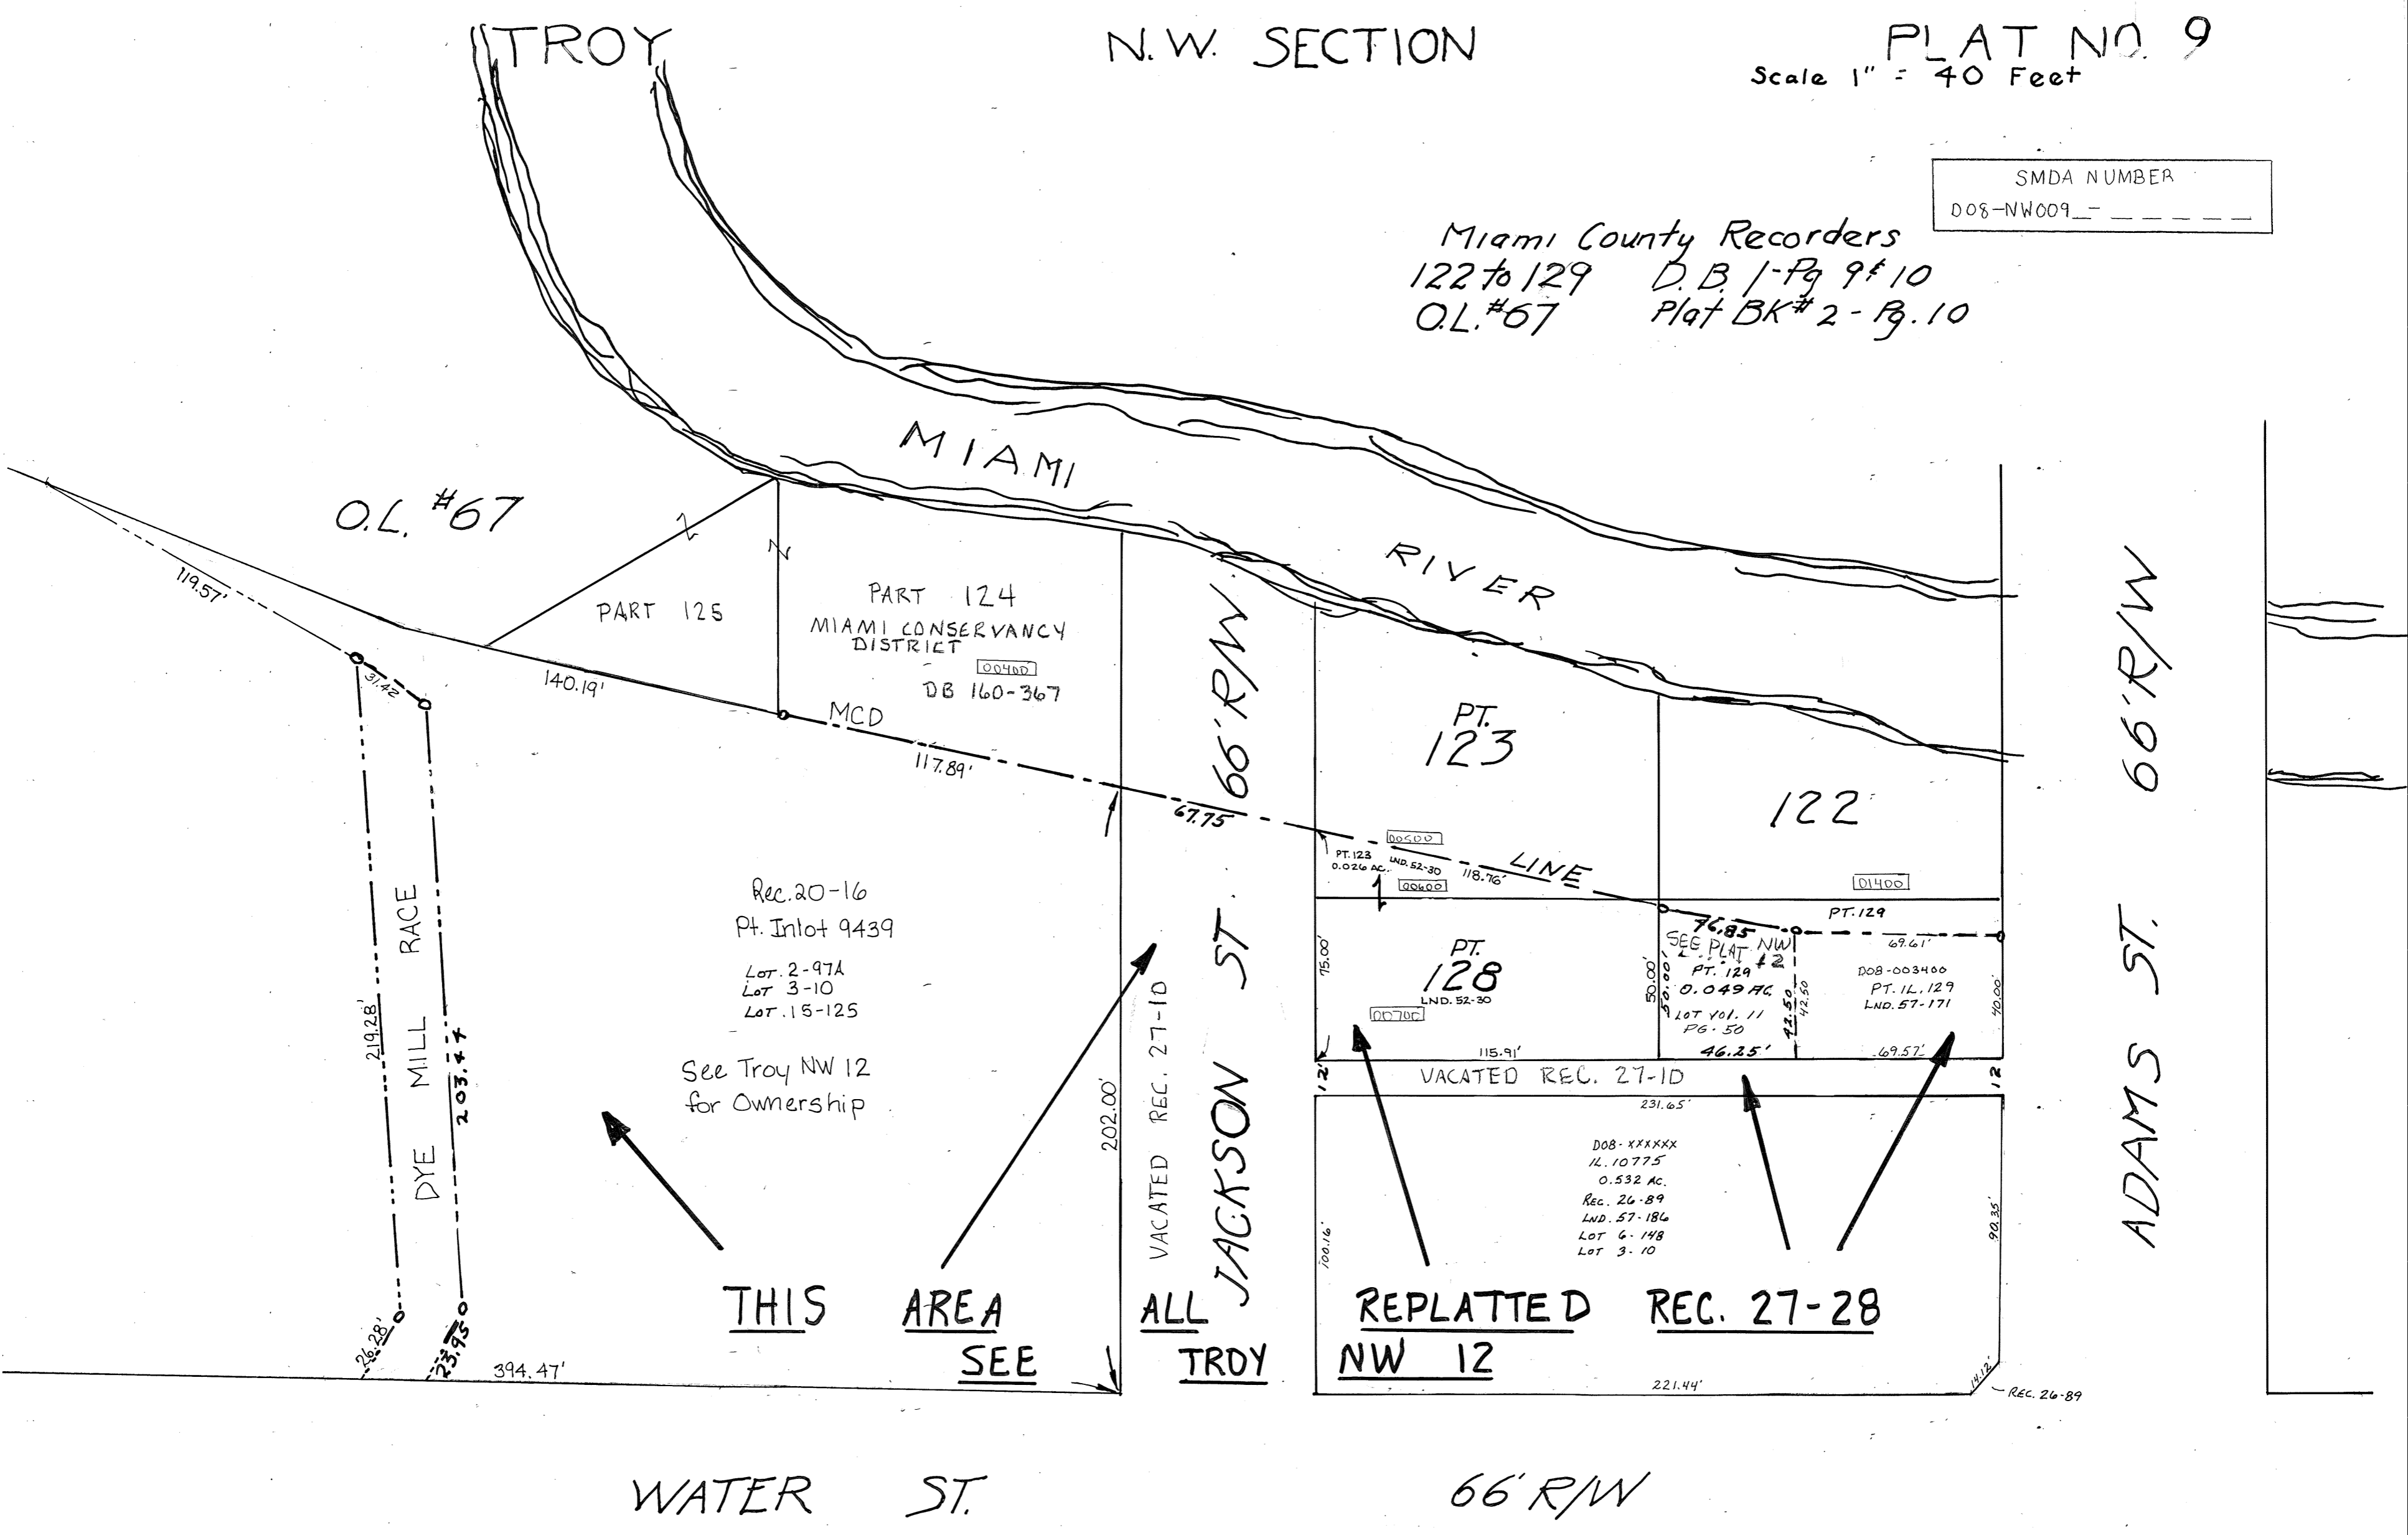 TROY
N.W. SECTION
PLAT NO. 9
Scale 1" = 40 Feet
SMDA NUMBER
D08-NW009_-_ _ _ _ _ _
Miami County Recorders
122 to 129 D.B. 1-Pg 9 & 10
O.L.#67 Plat BK# 2 - Pg. 10
MIAMI
RIVER
O.L. #67
119.57'
31.42
PART 125
140.19'
PART 124
MIAMI CONSERVANCY
DISTRICT
00400
DB 160-367
MCD
117.89'
67.75
LINE
66' R/W
JACKSON ST.
VACATED REC. 27-10
202.00'
PT.
123
122
00500
PT. 123
0.026 AC.
LND. 52-30
118.76'
00600
01400
PT. 129
76.85
69.61'
SEE PLAT NW
12
PT. 129
0.049 AC.
LOT VOL. 11
PG - 50
50.00'
50.00'
42.50
42.50
46.25'
D08-003400
PT. IL. 129
LND. 57-171
40.00'
69.57'
75.00'
PT.
128
LND. 52-30
00700
115.91'
12'
VACATED REC. 27-10
12
231.65'
D08-XXXXXX
IL. 10775
0.532 AC.
REC. 26-89
LND. 57-186
LOT 6-148
LOT 3-10
100.16'
90.35'
14.12'
REC. 26-89
221.44'
ADAMS ST. 66' R/W
Rec. 20-16
Pt. Inlot 9439
LOT. 2-97A
LOT 3-10
LOT. 15-125
See Troy NW 12
for Ownership
DYE MILL RACE
219.28'
203.44
26.28'
23.95
394.47'
THIS AREA ALL REPLATTED REC. 27-28
SEE TROY NW 12
WATER ST. 66' R/W